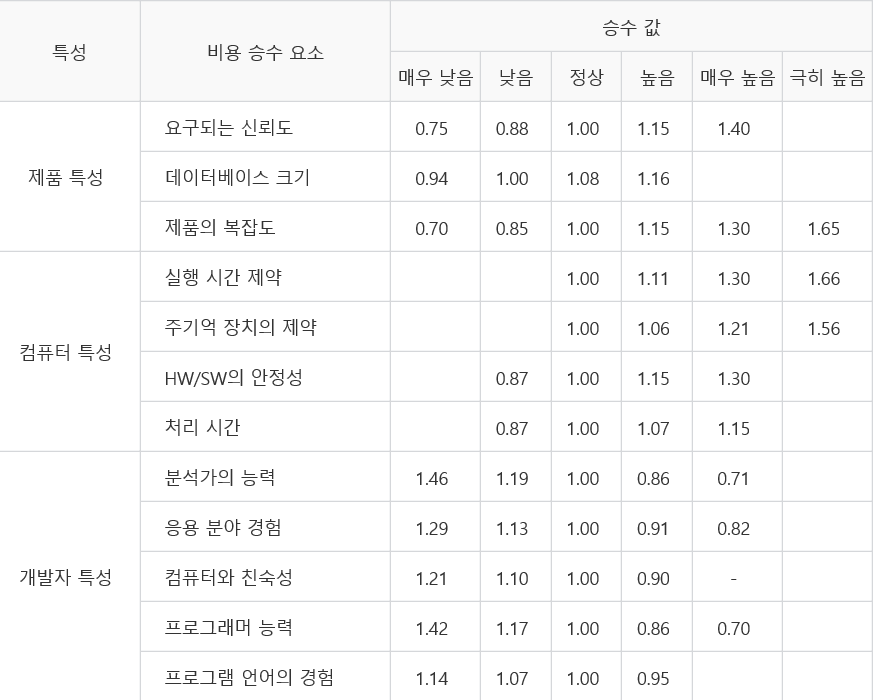 특성 비용 승수 요소 승수 값
매우 낮음 낮음 정상 높음 매우 높음 극히 높음
제품 특성
요구되는 신뢰도 0.75 0.88 1.00 1.15 1.40
데이터베이스 크기 0.94 1.00 1.08 1.16
제품의 복잡도 0.70 0.85 1.00 1.15 1.30 1.65
컴퓨터 특성
실행 시간 제약 1.00 1.11 1.30 1.66
주기억 장치의 제약 1.00 1.06 1.21 1.56
HW/SW의 안정성 0.87 1.00 1.15 1.30
처리 시간 0.87 1.00 1.07 1.15
개발자 특성
분석가의 능력 1.46 1.19 1.00 0.86 0.71
응용 분야 경험 1.29 1.13 1.00 0.91 0.82
컴퓨터와 친숙성 1.21 1.10 1.00 0.90 -
프로그래머 능력 1.42 1.17 1.00 0.86 0.70
프로그램 언어의 경험 1.14 1.07 1.00 0.95